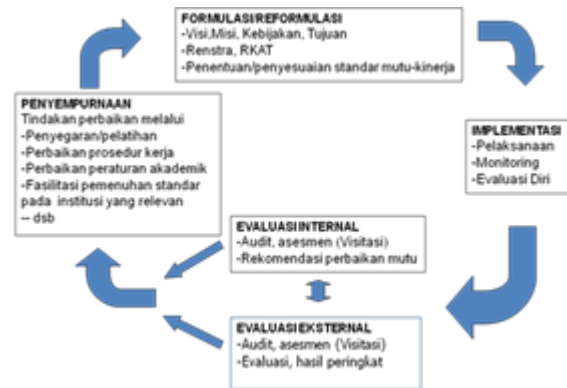 FORMULASI/REFORMULASI
-Visi,Misi, Kebijakan, Tujuan
-Renstra, RKAT
-Penentuan/penyesuaian standar mutu-kinerja
PENYEMPURNAAN
Tindakan perbaikan melalui
-Penyegaran/pelatihan
-Perbaikan prosedur kerja
-Perbaikan peraturan akademik
-Fasilitasi pemenuhan standar
pada institusi yang relevan
-- dsb
IMPLEMENTASI
-Pelaksanaan
-Monitoring
-Evaluasi Diri
EVALUASI INTERNAL
-Audit, asesmen (Visitasi)
-Rekomendasi perbaikan mutu
EVALUASI EKSTERNAL
-Audit, asesmen (Visitasi)
-Evaluasi, hasil peringkat